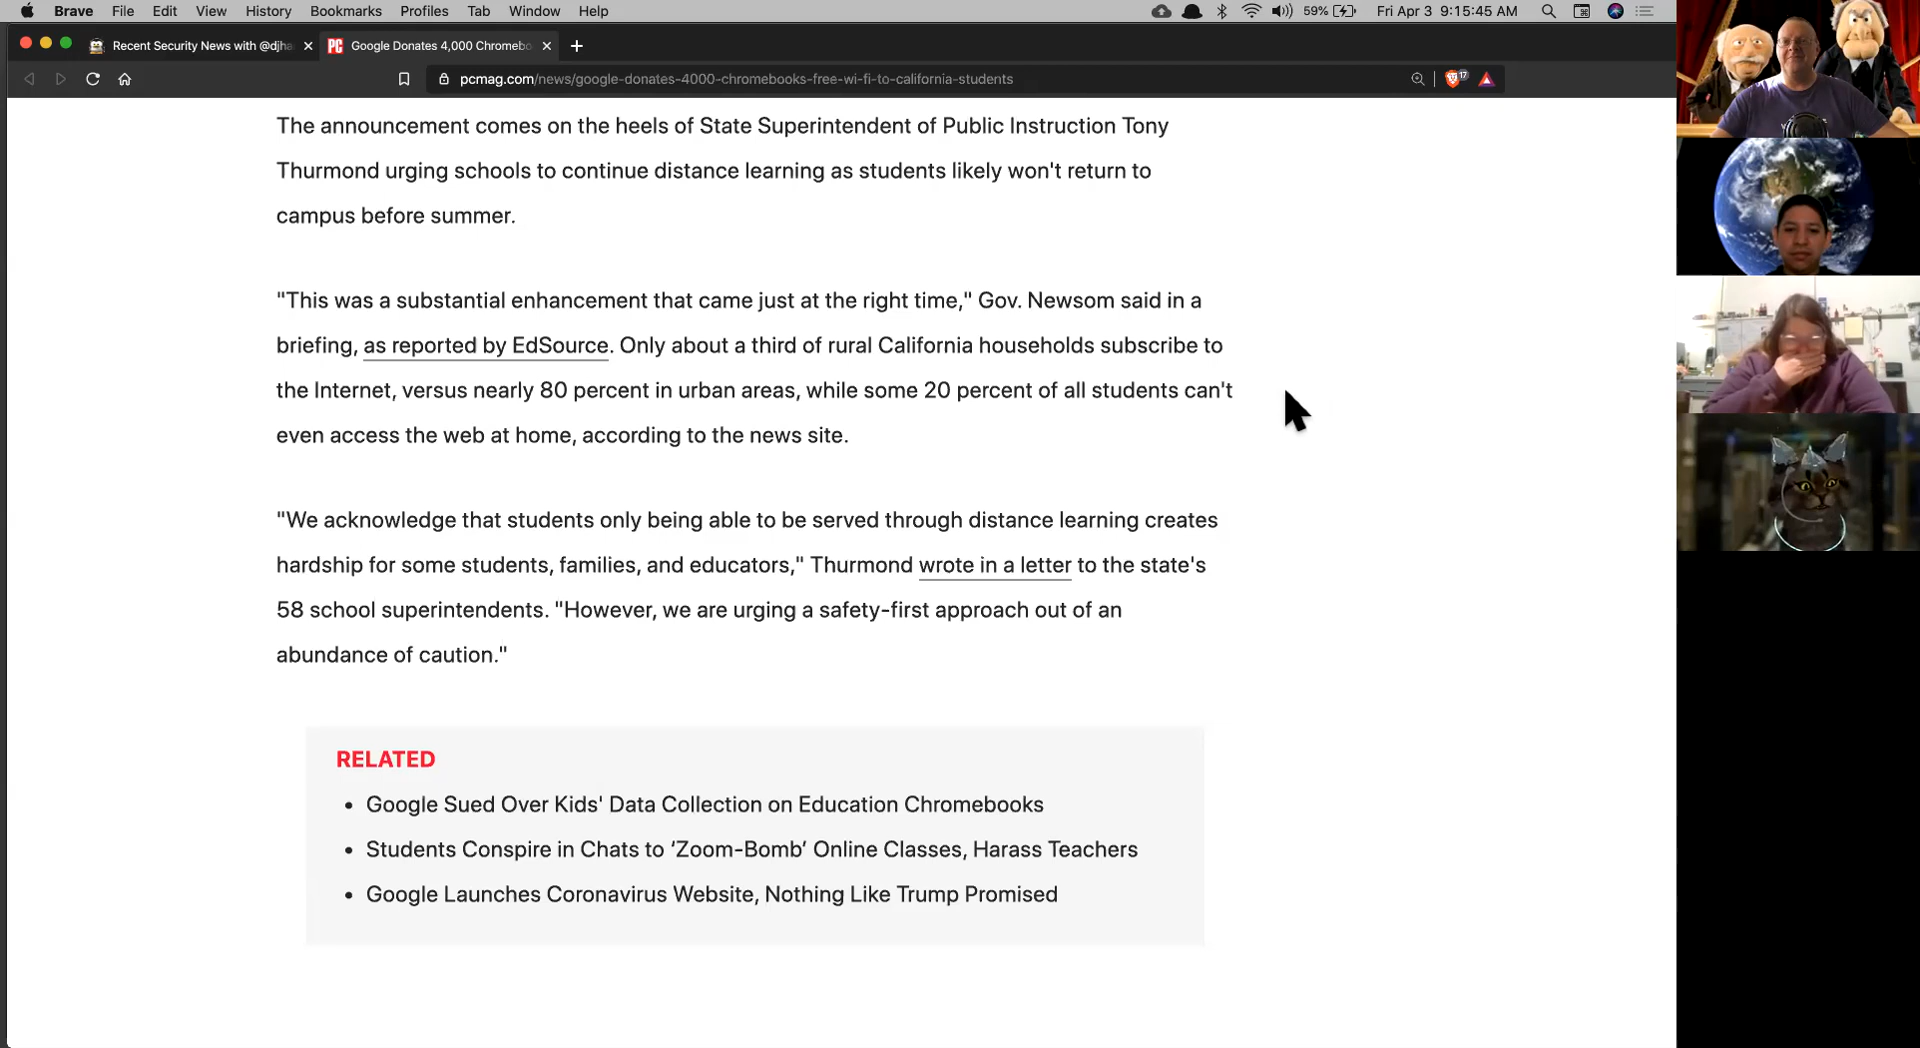 Brave File Edit View History Bookmarks Profiles Tab Window Help 59% Fri Apr 3 9:15:45 AM
Recent Security News with @djha
Google Donates 4,000 Chromebo
pcmag.com/news/google-donates-4000-chromebooks-free-wi-fi-to-california-students 17
The announcement comes on the heels of State Superintendent of Public Instruction Tony
Thurmond urging schools to continue distance learning as students likely won't return to
campus before summer.
"This was a substantial enhancement that came just at the right time," Gov. Newsom said in a
briefing, as reported by EdSource. Only about a third of rural California households subscribe to
the Internet, versus nearly 80 percent in urban areas, while some 20 percent of all students can't
even access the web at home, according to the news site.
"We acknowledge that students only being able to be served through distance learning creates
hardship for some students, families, and educators," Thurmond wrote in a letter to the state's
58 school superintendents. "However, we are urging a safety-first approach out of an
abundance of caution."
RELATED
• Google Sued Over Kids' Data Collection on Education Chromebooks
• Students Conspire in Chats to ‘Zoom-Bomb’ Online Classes, Harass Teachers
• Google Launches Coronavirus Website, Nothing Like Trump Promised